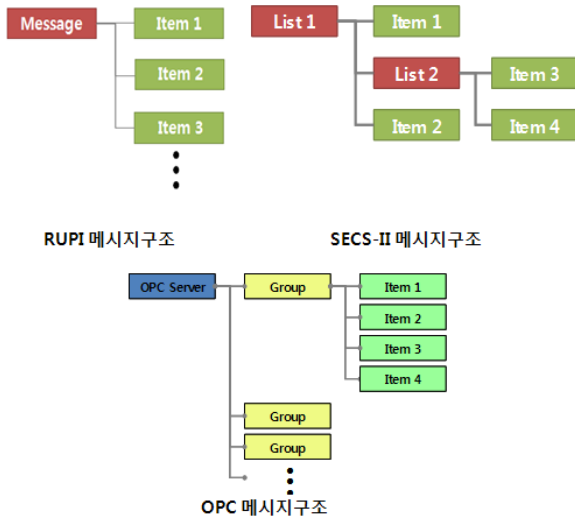 Message
Item 1
Item 2
Item 3
RUPI 메시지구조
List 1
Item 1
List 2
Item 3
Item 2
Item 4
SECS-II 메시지구조
OPC Server
Group
Item 1
Item 2
Item 3
Item 4
Group
Group
OPC 메시지구조